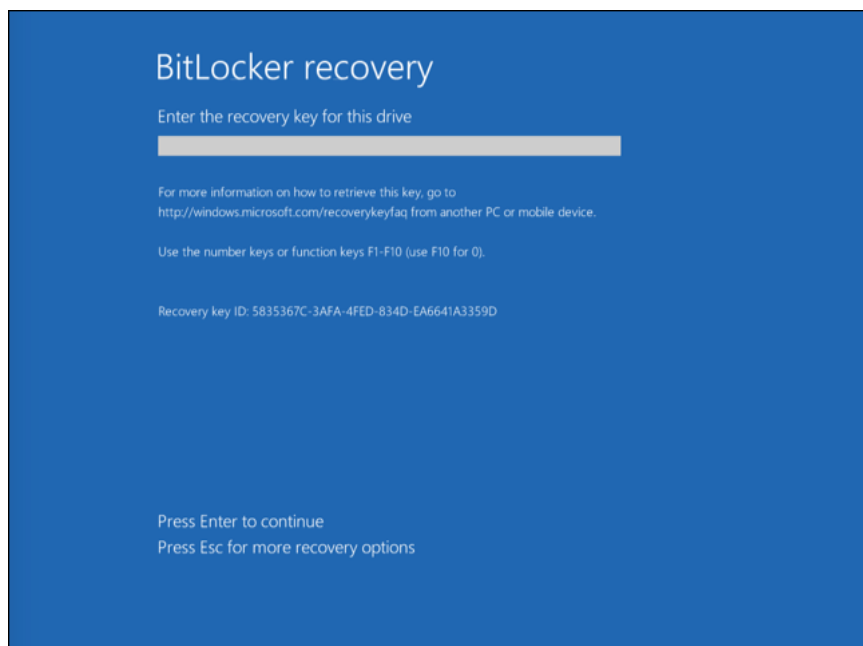 BitLocker recovery
Enter the recovery key for this drive
For more information on how to retrieve this key, go to
http://windows.microsoft.com/recoverykeyfaq from another PC or mobile device.
Use the number keys or function keys F1-F10 (use F10 for 0).
Recovery key ID: 5835367C-3AFA-4FED-834D-EA6641A3359D
Press Enter to continue
Press Esc for more recovery options